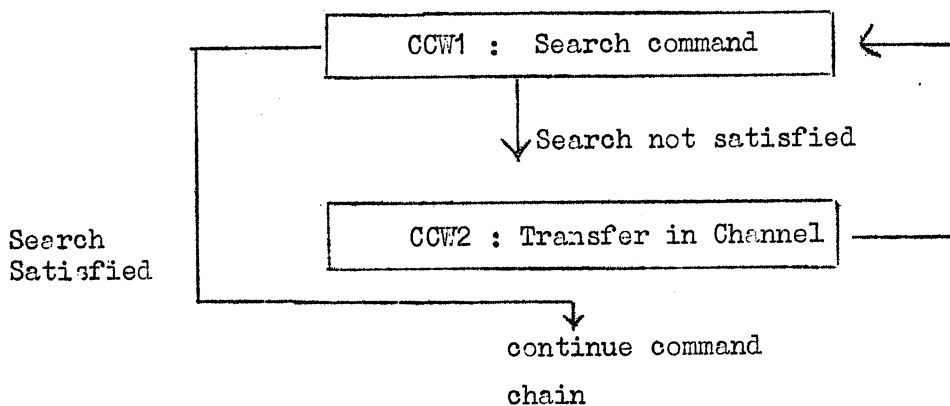 CCW1 : Search command
Search not satisfied
CCW2 : Transfer in Channel
Search
Satisfied
continue command
chain